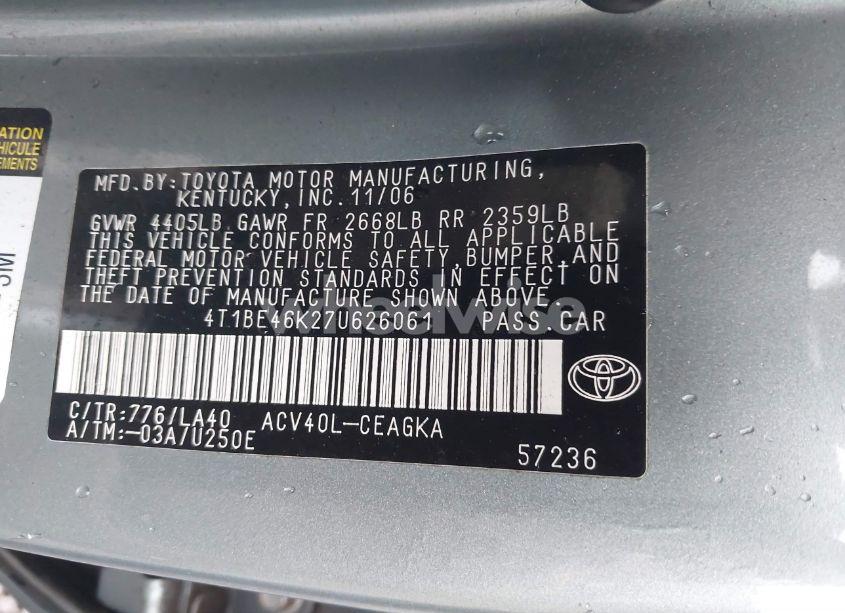 ATION
HICULE
EMENTS
MFD. BY: TOYOTA MOTOR MANUFACTURING,
KENTUCKY, INC. 11/06
GVWR 4405LB GAWR FR 2668LB RR 2359LB
THIS VEHICLE CONFORMS TO ALL APPLICABLE
FEDERAL MOTOR VEHICLE SAFETY, BUMPER, AND
THEFT PREVENTION STANDARDS IN EFFECT ON
THE DATE OF MANUFACTURE SHOWN ABOVE.
4T1BE46K27U626061 PASS.CAR
C/TR:776/LA40 ACV40L-CEAGKA
A/TM:-03A/U250E
57236